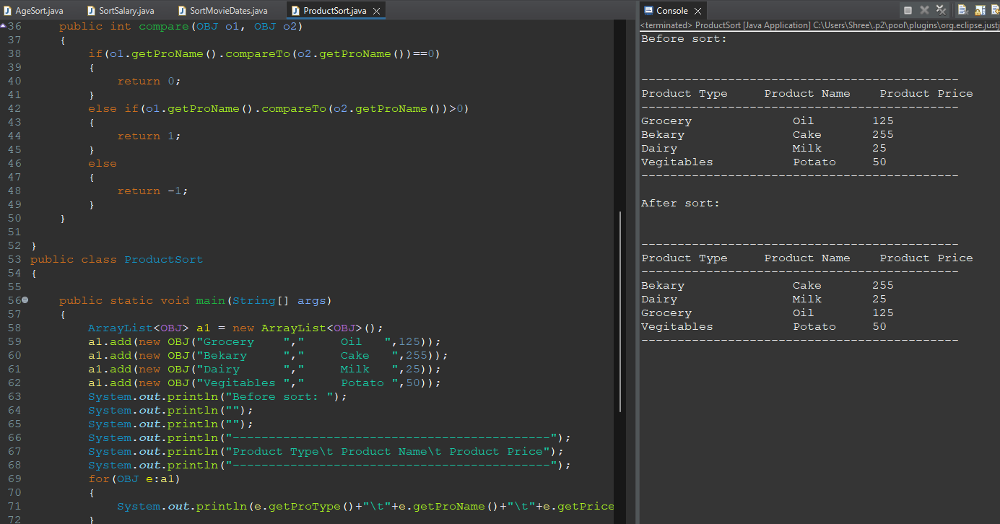 AgeSort.java SortSalary.java SortMovieDates.java ProductSort.java
36 public int compare(OBJ o1, OBJ o2)
37 {
38 if(o1.getProName().compareTo(o2.getProName())==0)
39 {
40 return 0;
41 }
42 else if(o1.getProName().compareTo(o2.getProName())>0)
43 {
44 return 1;
45 }
46 else
47 {
48 return -1;
49 }
50 }
51
52 }
53 public class ProductSort
54 {
55
56 public static void main(String[] args)
57 {
58 ArrayList<OBJ> a1 = new ArrayList<OBJ>();
59 a1.add(new OBJ("Grocery    ","     Oil   ",125));
60 a1.add(new OBJ("Bekary     ","     Cake   ",255));
61 a1.add(new OBJ("Dairy      ","     Milk   ",25));
62 a1.add(new OBJ("Vegitables ","     Potato ",50));
63 System.out.println("Before sort: ");
64 System.out.println("");
65 System.out.println("");
66 System.out.println("--------------------------------------------");
67 System.out.println("Product Type\t Product Name\t Product Price");
68 System.out.println("--------------------------------------------");
69 for(OBJ e:a1)
70 {
71 System.out.println(e.getProType()+"\t"+e.getProName()+"\t"+e.getPrice
72 }
Console
<terminated> ProductSort [Java Application] C:\Users\Shree\.p2\pool\plugins\org.eclipse.justj
Before sort:
--------------------------------------------
Product Type Product Name Product Price
--------------------------------------------
Grocery Oil 125
Bekary Cake 255
Dairy Milk 25
Vegitables Potato 50
--------------------------------------------
After sort:
--------------------------------------------
Product Type Product Name Product Price
--------------------------------------------
Bekary Cake 255
Dairy Milk 25
Grocery Oil 125
Vegitables Potato 50
--------------------------------------------